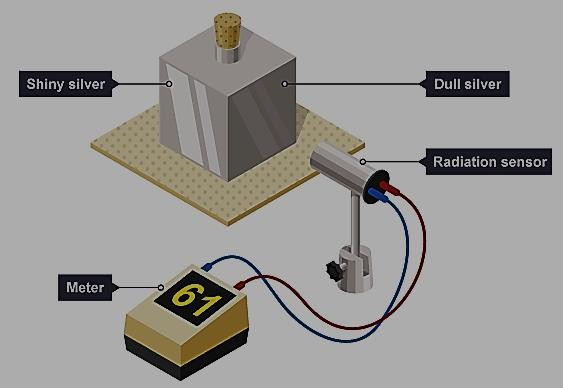 Shiny silver
Dull silver
Radiation sensor
Meter
61